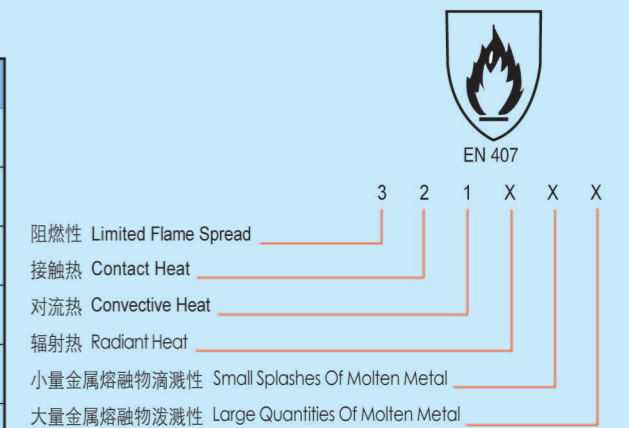 EN 407
3 2 1 X X X
阻燃性 Limited Flame Spread
接触热 Contact Heat
对流热 Convective Heat
辐射热 Radiant Heat
小量金属熔融物滴溅性 Small Splashes Of Molten Metal
大量金属熔融物泼溅性 Large Quantities Of Molten Metal